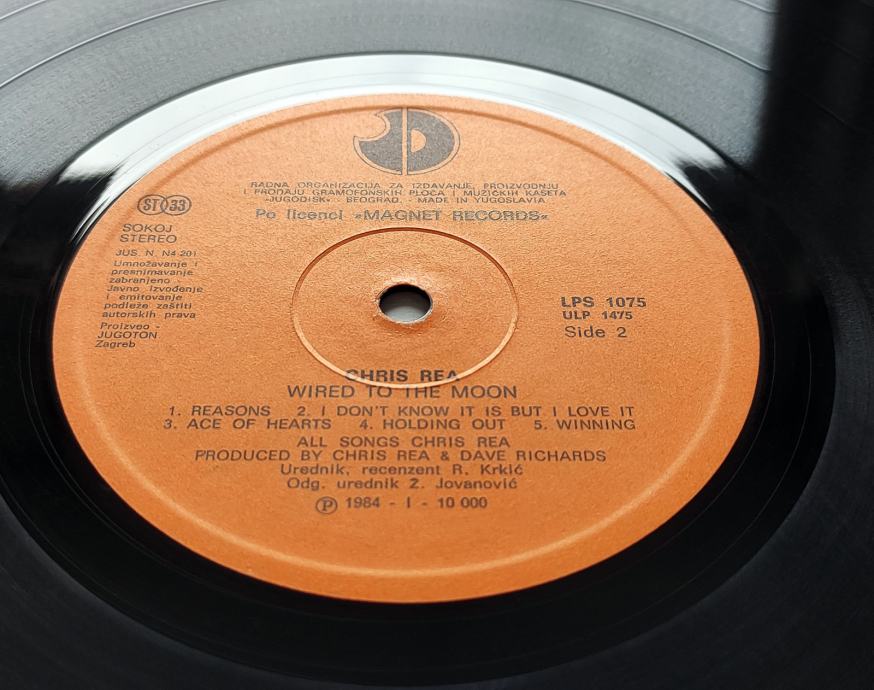 RADNA ORGANIZACIJA ZA IZDAVANJE, PROIZVODNJU
I PRODAJU GRAMOFONSKIH PLOČA I MUZIČKIH KASETA
»JUGODISK« - BEOGRAD, - MADE IN YUGOSLAVIA
Po licenci »MAGNET RECORDS«
ST 33
SOKOJ
STEREO
JUS. N. N4 201
Umnožavanje i
presnimavanje
zabranjeno -
Javno izvođenje
i emitovanje
podleže zaštiti
autorskih prava
Proizveo -
JUGOTON
Zagreb
LPS 1075
ULP 1475
Side 2
CHRIS REA
WIRED TO THE MOON
1. REASONS 2. I DON'T KNOW IT IS BUT I LOVE IT
3. ACE OF HEARTS 4. HOLDING OUT 5. WINNING
ALL SONGS CHRIS REA
PRODUCED BY CHRIS REA & DAVE RICHARDS
Urednik, recenzent R. Krkić
Odg. urednik Ž. Jovanović
℗ 1984 - I - 10 000